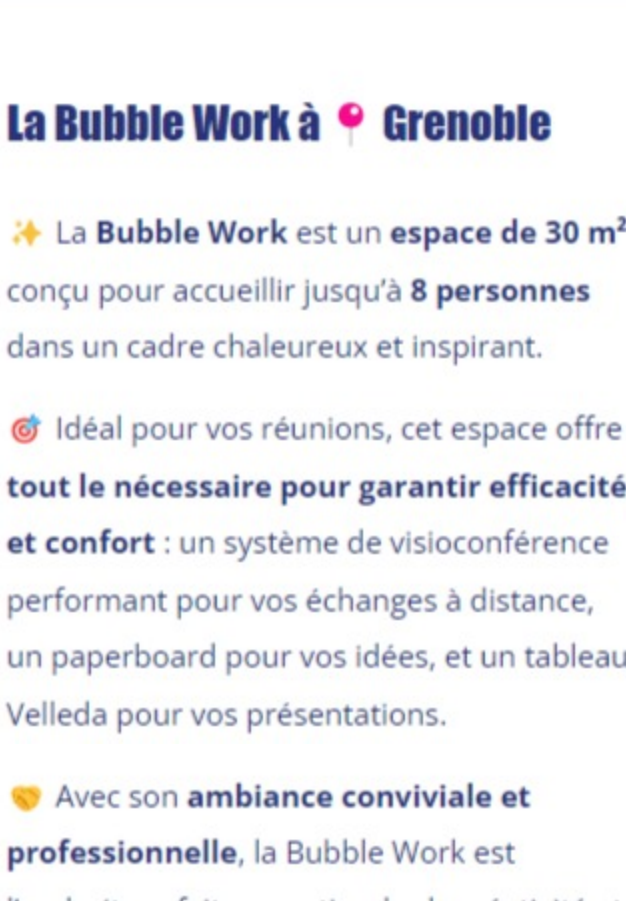 La Bubble Work à 📍 Grenoble
✨ La Bubble Work est un espace de 30 m²
conçu pour accueillir jusqu’à 8 personnes
dans un cadre chaleureux et inspirant.
🎯 Idéal pour vos réunions, cet espace offre
tout le nécessaire pour garantir efficacité
et confort : un système de visioconférence
performant pour vos échanges à distance,
un paperboard pour vos idées, et un tableau
Velleda pour vos présentations.
🤝 Avec son ambiance conviviale et
professionnelle, la Bubble Work est